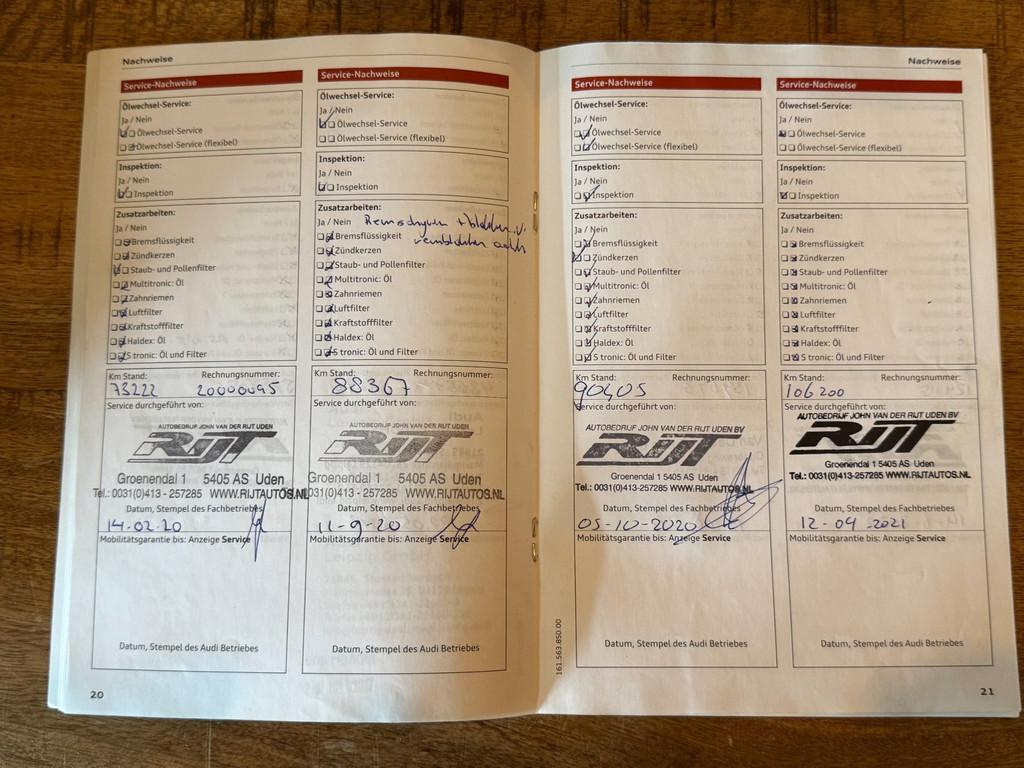 Nachweise
Service-Nachweise
Ölwechsel-Service:
Ja / Nein
Ölwechsel-Service
Ölwechsel-Service (flexibel)
Inspektion:
Ja / Nein
Inspektion
Zusatzarbeiten:
Ja / Nein
Bremsflüssigkeit
Zündkerzen
Staub- und Pollenfilter
Multitronic: Öl
Zahnriemen
Luftfilter
Kraftstofffilter
Haldex: Öl
S tronic: Öl und Filter
Km Stand: Rechnungsnummer:
73222 20000095
Service durchgeführt von:
AUTOBEDRIJF JOHN VAN DER RIJT UDEN
RIJT
Groenendal 1 5405 AS Uden
Tel.: 0031(0)413-257285 WWW.RIJTAUTOS.NL
Datum, Stempel des Fachbetriebes
14-02-20
Mobilitätsgarantie bis: Anzeige Service
Datum, Stempel des Audi Betriebes
20
Service-Nachweise
Ölwechsel-Service:
Ja / Nein
Ölwechsel-Service
Ölwechsel-Service (flexibel)
Inspektion:
Ja / Nein
Inspektion
Zusatzarbeiten:
Ja / Nein
Bremsflüssigkeit
Zündkerzen
Staub- und Pollenfilter
Multitronic: Öl
Zahnriemen
Luftfilter
Kraftstofffilter
Haldex: Öl
S tronic: Öl und Filter
Km Stand: Rechnungsnummer:
88367
Service durchgeführt von:
AUTOBEDRIJF JOHN VAN DER RIJT UDEN
RIJT
Groenendal 1 5405 AS Uden
0031(0)413 - 257285 WWW.RIJTAUTOS.NL
Datum, Stempel des Fachbetriebes
11-9-20
Mobilitätsgarantie bis: Anzeige Service
Datum, Stempel des Audi Betriebes
Nachweise
Service-Nachweise
Ölwechsel-Service:
Ja / Nein
Ölwechsel-Service
Ölwechsel-Service (flexibel)
Inspektion:
Ja / Nein
Inspektion
Zusatzarbeiten:
Ja / Nein
Bremsflüssigkeit
Zündkerzen
Staub- und Pollenfilter
Multitronic: Öl
Zahnriemen
Luftfilter
Kraftstofffilter
Haldex: Öl
S tronic: Öl und Filter
Km Stand: Rechnungsnummer:
90405
Service durchgeführt von:
AUTOBEDRIJF JOHN VAN DER RIJT UDEN BV
RIJT
Groenendal 1 5405 AS Uden
Tel.: 0031(0)413-257285 WWW.RIJTAUTOS.NL
Datum, Stempel des Fachbetriebes
05-10-2020
Mobilitätsgarantie bis: Anzeige Service
Datum, Stempel des Audi Betriebes
161.563.850.00
Service-Nachweise
Ölwechsel-Service:
Ja / Nein
Ölwechsel-Service
Ölwechsel-Service (flexibel)
Inspektion:
Ja / Nein
Inspektion
Zusatzarbeiten:
Ja / Nein
Bremsflüssigkeit
Zündkerzen
Staub- und Pollenfilter
Multitronic: Öl
Zahnriemen
Luftfilter
Kraftstofffilter
Haldex: Öl
S tronic: Öl und Filter
Km Stand: Rechnungsnummer:
106200
Service durchgeführt von:
AUTOBEDRIJF JOHN VAN DER RIJT UDEN BV
RIJT
Groenendal 1 5405 AS Uden
Tel.: 0031(0)413-257285 WWW.RIJTAUTOS.NL
Datum, Stempel des Fachbetriebes
12-04-2021
Mobilitätsgarantie bis: Anzeige Service
Datum, Stempel des Audi Betriebes
21